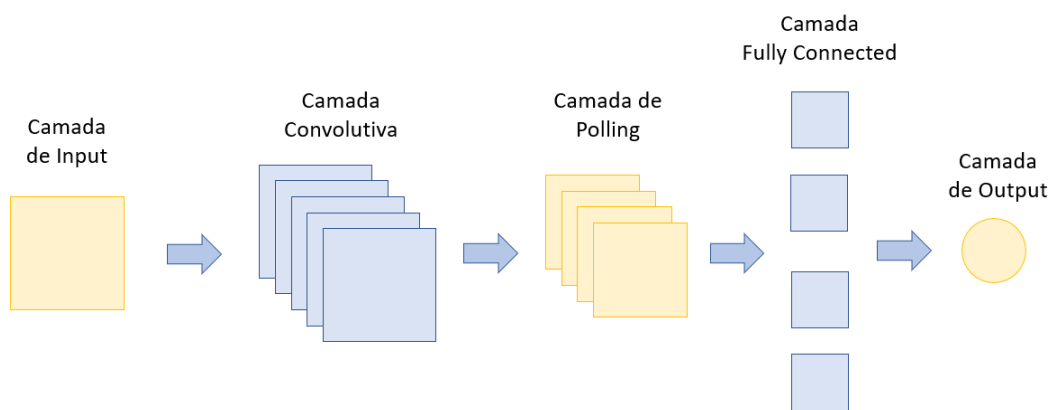 Camada
de Input
Camada
Convolutiva
Camada de
Polling
Camada
Fully Connected
Camada
de Output